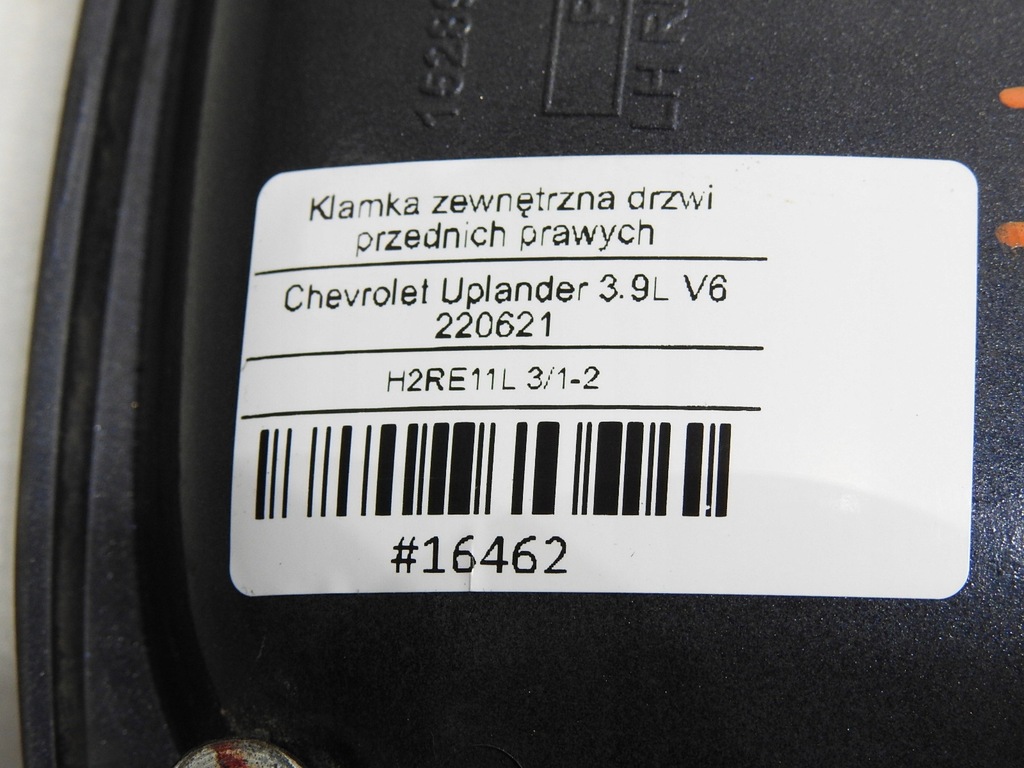 Klamka zewnętrzna drzwi
przednich prawych
Chevrolet Uplander 3.9L V6
220621
H2RE11L 3/1-2
#16462